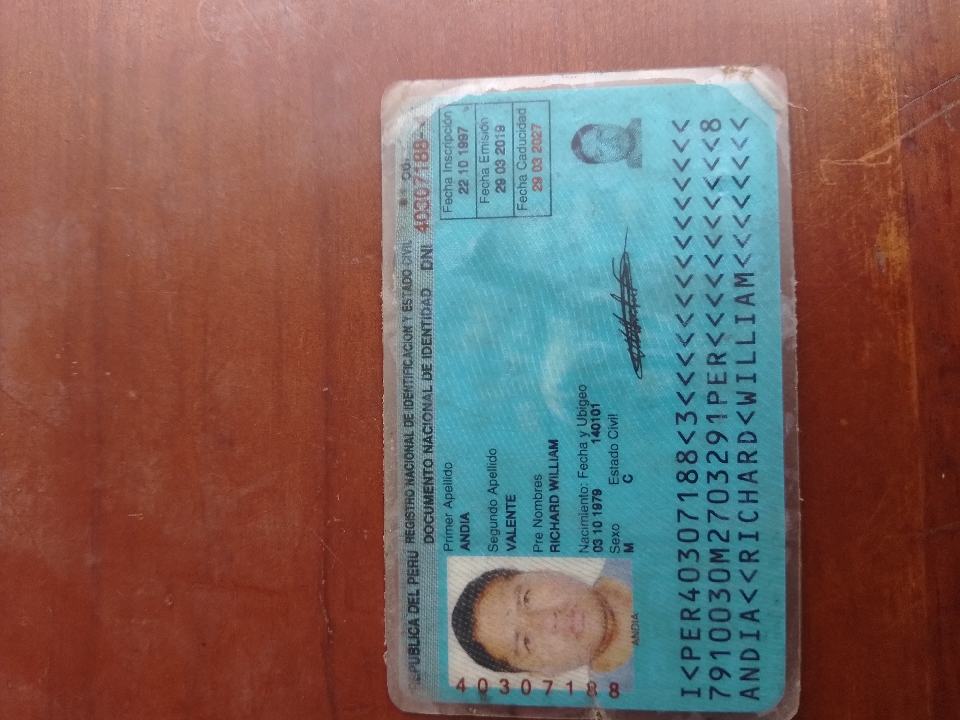 REPUBLICA DEL PERU REGISTRO NACIONAL DE IDENTIFICACION Y ESTADO CIVIL
DOCUMENTO NACIONAL DE IDENTIDAD DNI 40307188-
Primer Apellido
ANDIA
Segundo Apellido
VALENTE
Pre Nombres
RICHARD WILLIAM
Nacimiento: Fecha y Ubigeo
03 10 1979 140101
Sexo Estado Civil
M C
Fecha Inscripción
22 10 1997
Fecha Emisión
29 03 2019
Fecha Caducidad
29 03 2027
ANDIA
40307188
I<PER40307188<3<<<<<<<<<<<<<<<
7910030M2703291PER<<<<<<<<<<<8
ANDIA<<RICHARD<WILLIAM<<<<<<<<